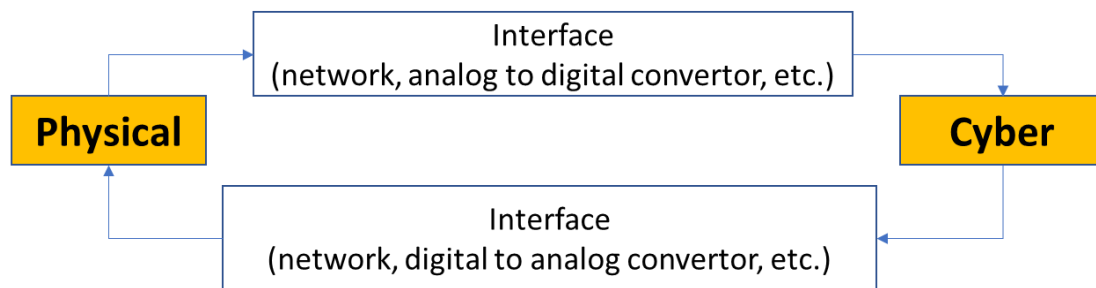 Interface
(network, analog to digital convertor, etc.)
Physical
Cyber
Interface
(network, digital to analog convertor, etc.)